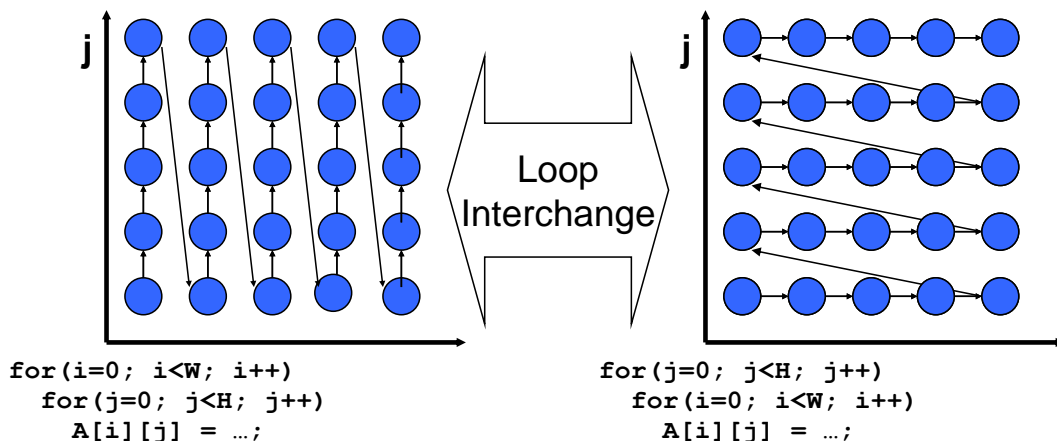 j
for(i=0; i<W; i++)
for(j=0; j<H; j++)
A[i][j] = …;
Loop
Interchange
j
for(j=0; j<H; j++)
for(i=0; i<W; i++)
A[i][j] = …;